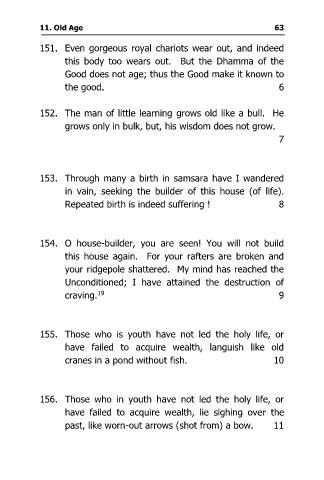 11. Old Age 63
151. Even gorgeous royal chariots wear out, and indeed
this body too wears out. But the Dhamma of the
Good does not age; thus the Good make it known to
the good. 6
152. The man of little learning grows old like a bull. He
grows only in bulk, but, his wisdom does not grow.
7
153. Through many a birth in samsara have I wandered
in vain, seeking the builder of this house (of life).
Repeated birth is indeed suffering ! 8
154. O house-builder, you are seen! You will not build
this house again. For your rafters are broken and
your ridgepole shattered. My mind has reached the
Unconditioned; I have attained the destruction of
craving.19 9
155. Those who is youth have not led the holy life, or
have failed to acquire wealth, languish like old
cranes in a pond without fish. 10
156. Those who in youth have not led the holy life, or
have failed to acquire wealth, lie sighing over the
past, like worn-out arrows (shot from) a bow. 11